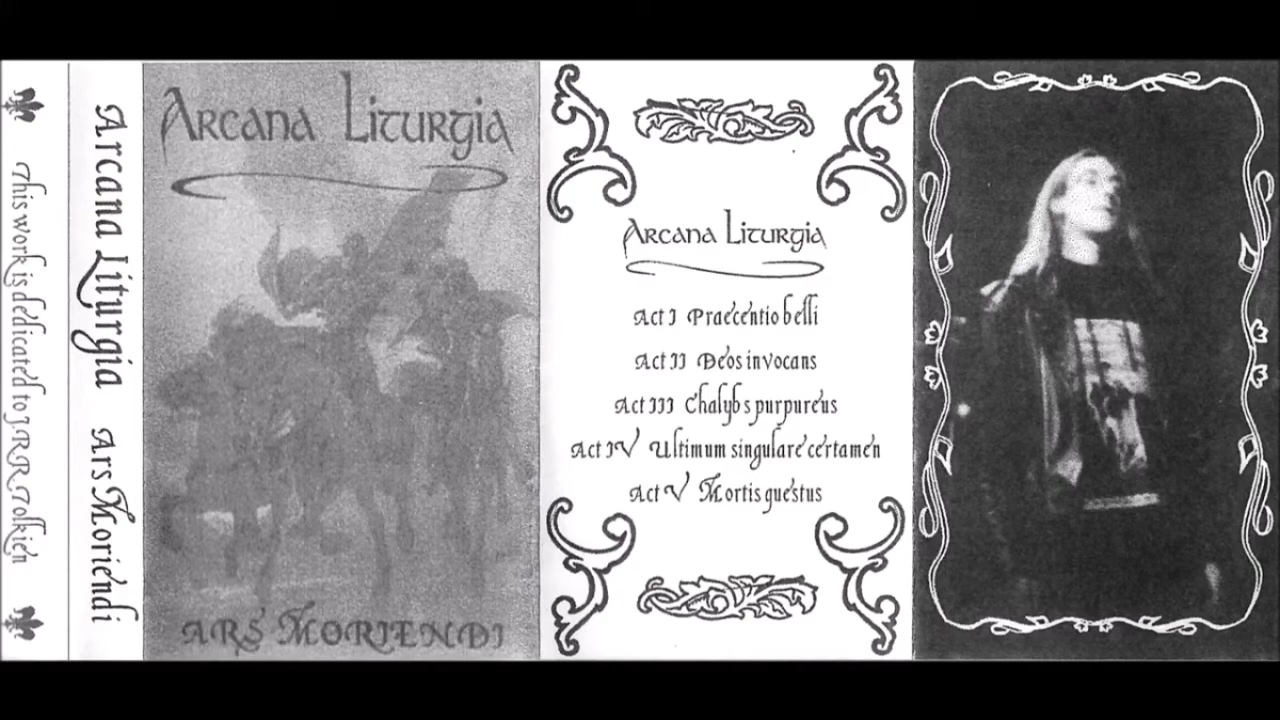 This work is dedicated to J.R.R. Tolkien
Arcana Liturgia Ars Moriendi
Arcana Liturgia
ARS MORIENDI
Arcana Liturgia
Act I Praecentio belli
Act II Deos invocans
Act III Chalybs purpureus
Act IV Ultimum singulare certamen
Act V Mortis questus